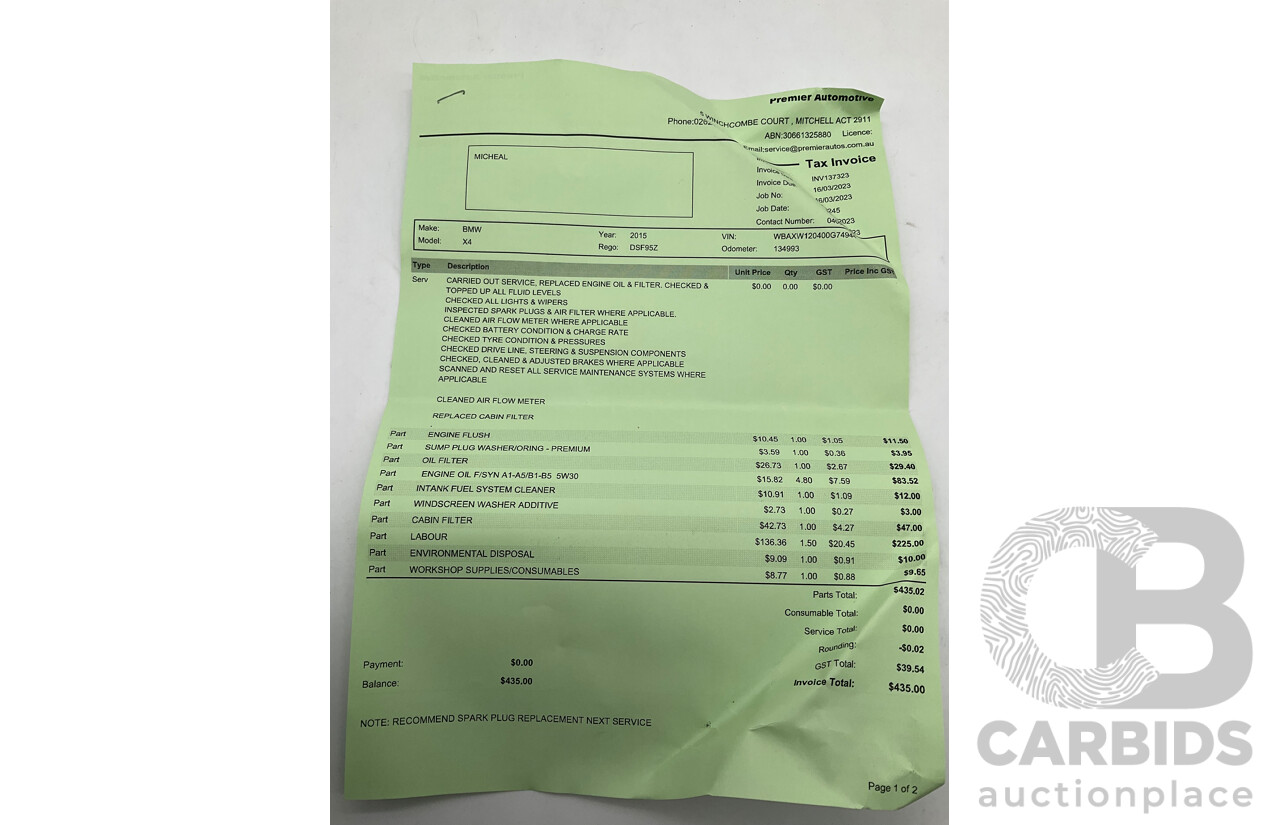 Premier Automotive
WINCHCOMBE COURT , MITCHELL ACT 2911
Phone:
ABN:30661325880 Licence:
mail:service@premierautos.com.au
Tax Invoice
MICHEAL
INV137323
Invoice 16/03/2023
Job No: 16/03/2023
Job Date: 245
Contact Number: 2023
Make: BMW Year: 2015 VIN:
Model: X4 Rego: DSF95Z Odometer: 134993
Type Description Unit Price Qty GST Price Inc GS
Serv CARRIED OUT SERVICE, REPLACED ENGINE OIL & FILTER. CHECKED & $0.00 0.00 $0.00
TOPPED UP ALL FLUID LEVELS
CHECKED ALL LIGHTS & WIPERS
INSPECTED SPARK PLUGS & AIR FILTER WHERE APPLICABLE.
CLEANED AIR FLOW METER WHERE APPLICABLE
CHECKED BATTERY CONDITION & CHARGE RATE
CHECKED TYRE CONDITION & PRESSURES
CHECKED DRIVE LINE, STEERING & SUSPENSION COMPONENTS
CHECKED, CLEANED & ADJUSTED BRAKES WHERE APPLICABLE
SCANNED AND RESET ALL SERVICE MAINTENANCE SYSTEMS WHERE
APPLICABLE
CLEANED AIR FLOW METER
REPLACED CABIN FILTER
Part ENGINE FLUSH $10.45 1.00 $1.05 $11.50
Part SUMP PLUG WASHER/ORING - PREMIUM $3.59 1.00 $0.36 $3.95
Part OIL FILTER $26.73 1.00 $2.67 $29.40
Part ENGINE OIL F/SYN A1-A5/B1-B5 5W30 $15.82 4.80 $7.59 $83.52
Part INTANK FUEL SYSTEM CLEANER $10.91 1.00 $1.09 $12.00
Part WINDSCREEN WASHER ADDITIVE $2.73 1.00 $0.27 $3.00
Part CABIN FILTER $42.73 1.00 $4.27 $47.00
Part LABOUR $136.36 1.50 $20.45 $225.00
Part ENVIRONMENTAL DISPOSAL $9.09 1.00 $0.91 $10.00
Part WORKSHOP SUPPLIES/CONSUMABLES $8.77 1.00 $0.88 $9.65
Parts Total: $435.02
Consumable Total: $0.00
Service Total: $0.00
Rounding: -$0.02
Payment: $0.00 GST Total: $39.54
Balance: $435.00 Invoice Total: $435.00
NOTE: RECOMMEND SPARK PLUG REPLACEMENT NEXT SERVICE
Page 1 of 2
CB
CARBIDS
auctionplace